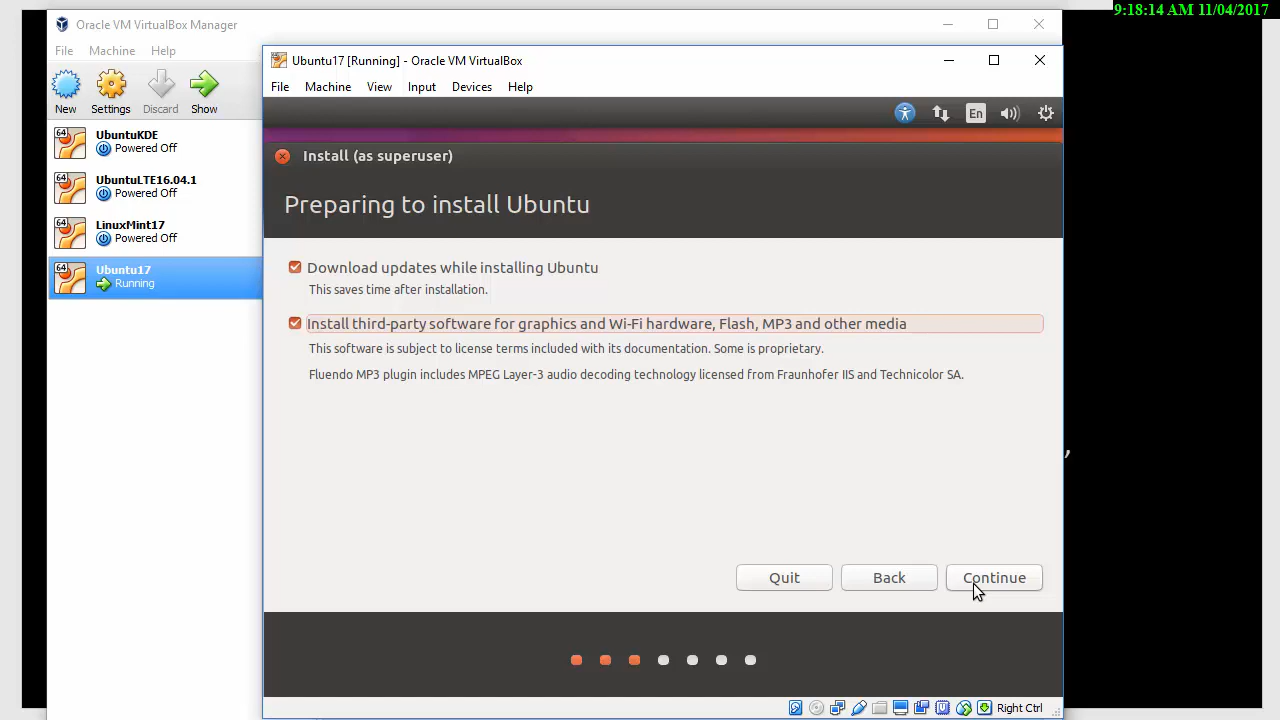 9:18:14 AM 11/04/2017
Oracle VM VirtualBox Manager
File Machine Help
New Settings Discard Show
64 UbuntuKDE
Powered Off
64 UbuntuLTE16.04.1
Powered Off
64 LinuxMint17
Powered Off
64 Ubuntu17
Running
Ubuntu17 [Running] - Oracle VM VirtualBox
File Machine View Input Devices Help
En
Install (as superuser)
Preparing to install Ubuntu
Download updates while installing Ubuntu
This saves time after installation.
Install third-party software for graphics and Wi-Fi hardware, Flash, MP3 and other media
This software is subject to license terms included with its documentation. Some is proprietary.
Fluendo MP3 plugin includes MPEG Layer-3 audio decoding technology licensed from Fraunhofer IIS and Technicolor SA.
,
Quit Back Continue
Right Ctrl